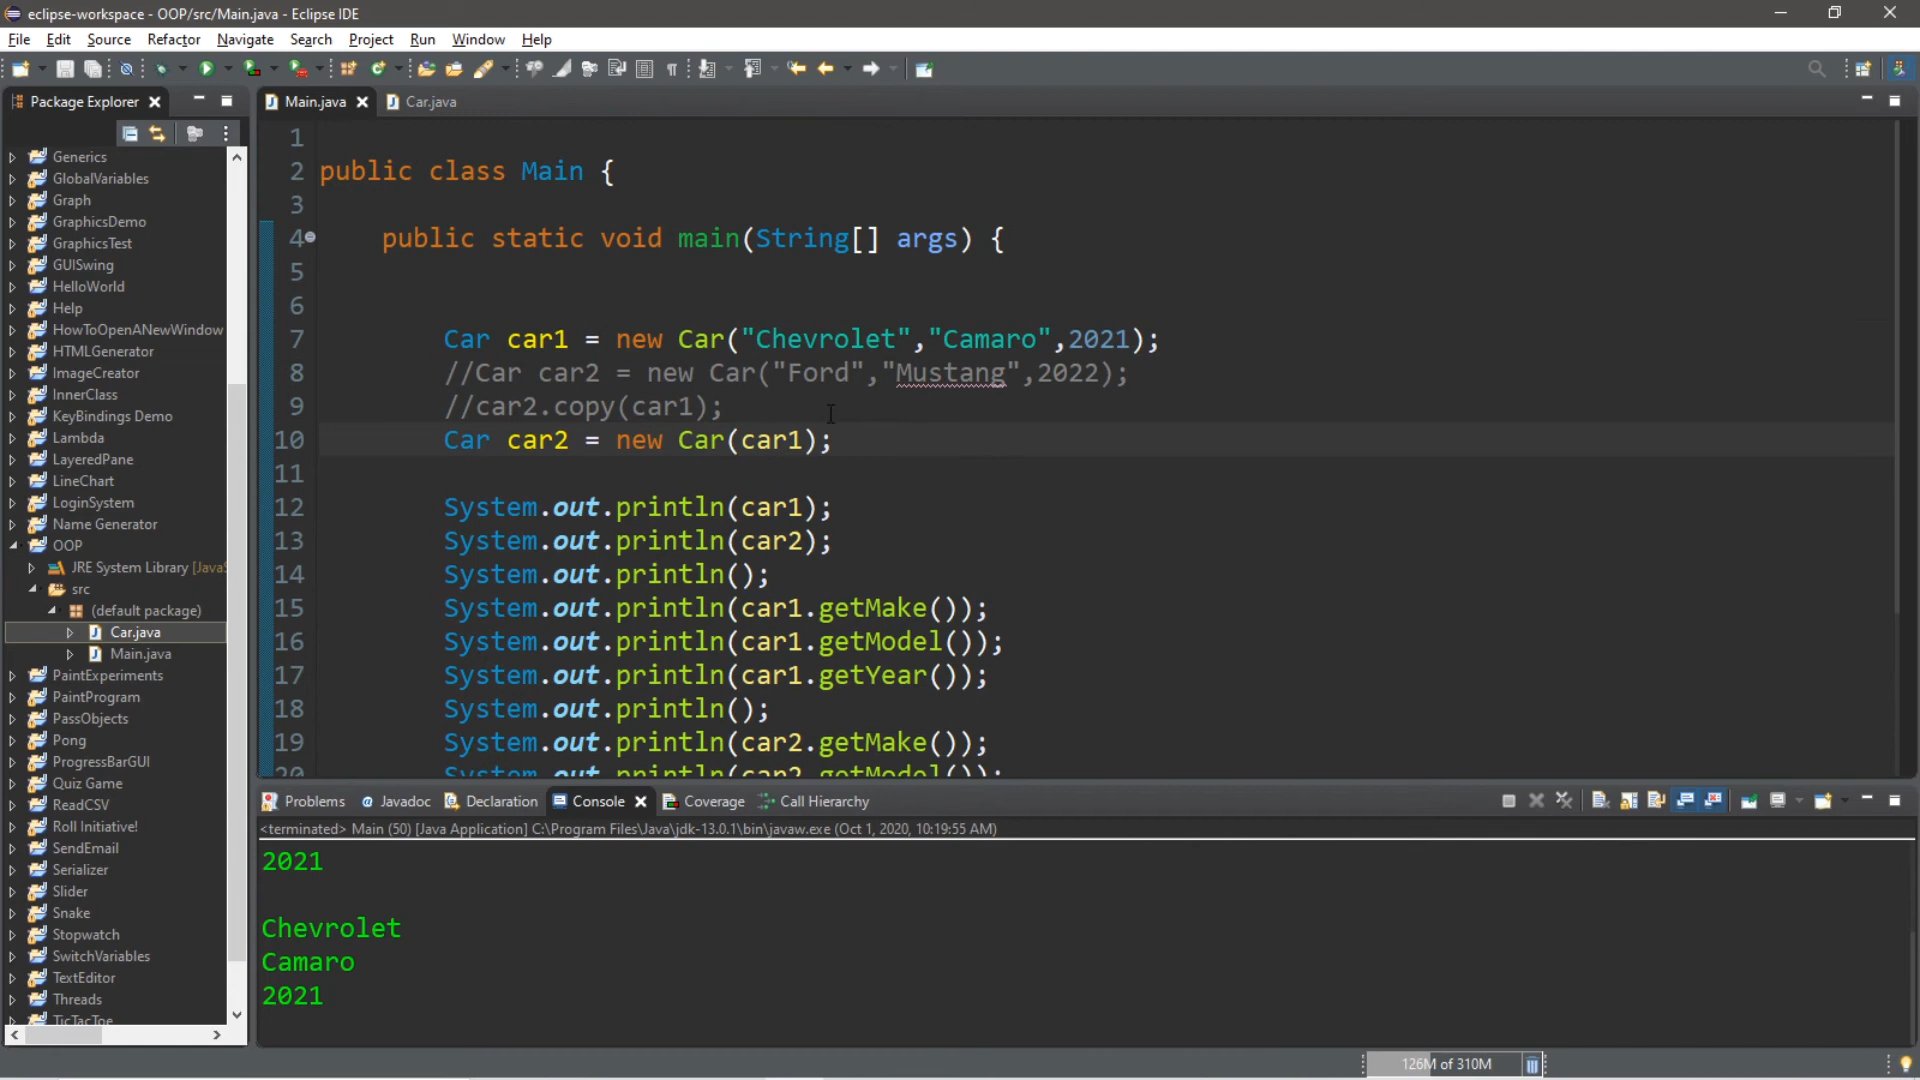 eclipse-workspace - OOP/src/Main.java - Eclipse IDE
File Edit Source Refactor Navigate Search Project Run Window Help
Package Explorer
Main.java
Car.java
Generics
GlobalVariables
Graph
GraphicsDemo
GraphicsTest
GUISwing
HelloWorld
Help
HowToOpenANewWindow
HTMLGenerator
ImageCreator
InnerClass
KeyBindings Demo
Lambda
LayeredPane
LineChart
LoginSystem
Name Generator
OOP
JRE System Library [JavaS
src
(default package)
Car.java
Main.java
PaintExperiments
PaintProgram
PassObjects
Pong
ProgressBarGUI
Quiz Game
ReadCSV
Roll Initiative!
SendEmail
Serializer
Slider
Snake
Stopwatch
SwitchVariables
TextEditor
Threads
TicTacToe
1
2 public class Main {
3
4 public static void main(String[] args) {
5
6
7 Car car1 = new Car("Chevrolet","Camaro",2021);
8 //Car car2 = new Car("Ford","Mustang",2022);
9 //car2.copy(car1);
10 Car car2 = new Car(car1);
11
12 System.out.println(car1);
13 System.out.println(car2);
14 System.out.println();
15 System.out.println(car1.getMake());
16 System.out.println(car1.getModel());
17 System.out.println(car1.getYear());
18 System.out.println();
19 System.out.println(car2.getMake());
20 System.out.println(car2.getModel());
Problems Javadoc Declaration Console Coverage Call Hierarchy
<terminated> Main (50) [Java Application] C:\Program Files\Java\jdk-13.0.1\bin\javaw.exe (Oct 1, 2020, 10:19:55 AM)
2021
Chevrolet
Camaro
2021
126M of 310M